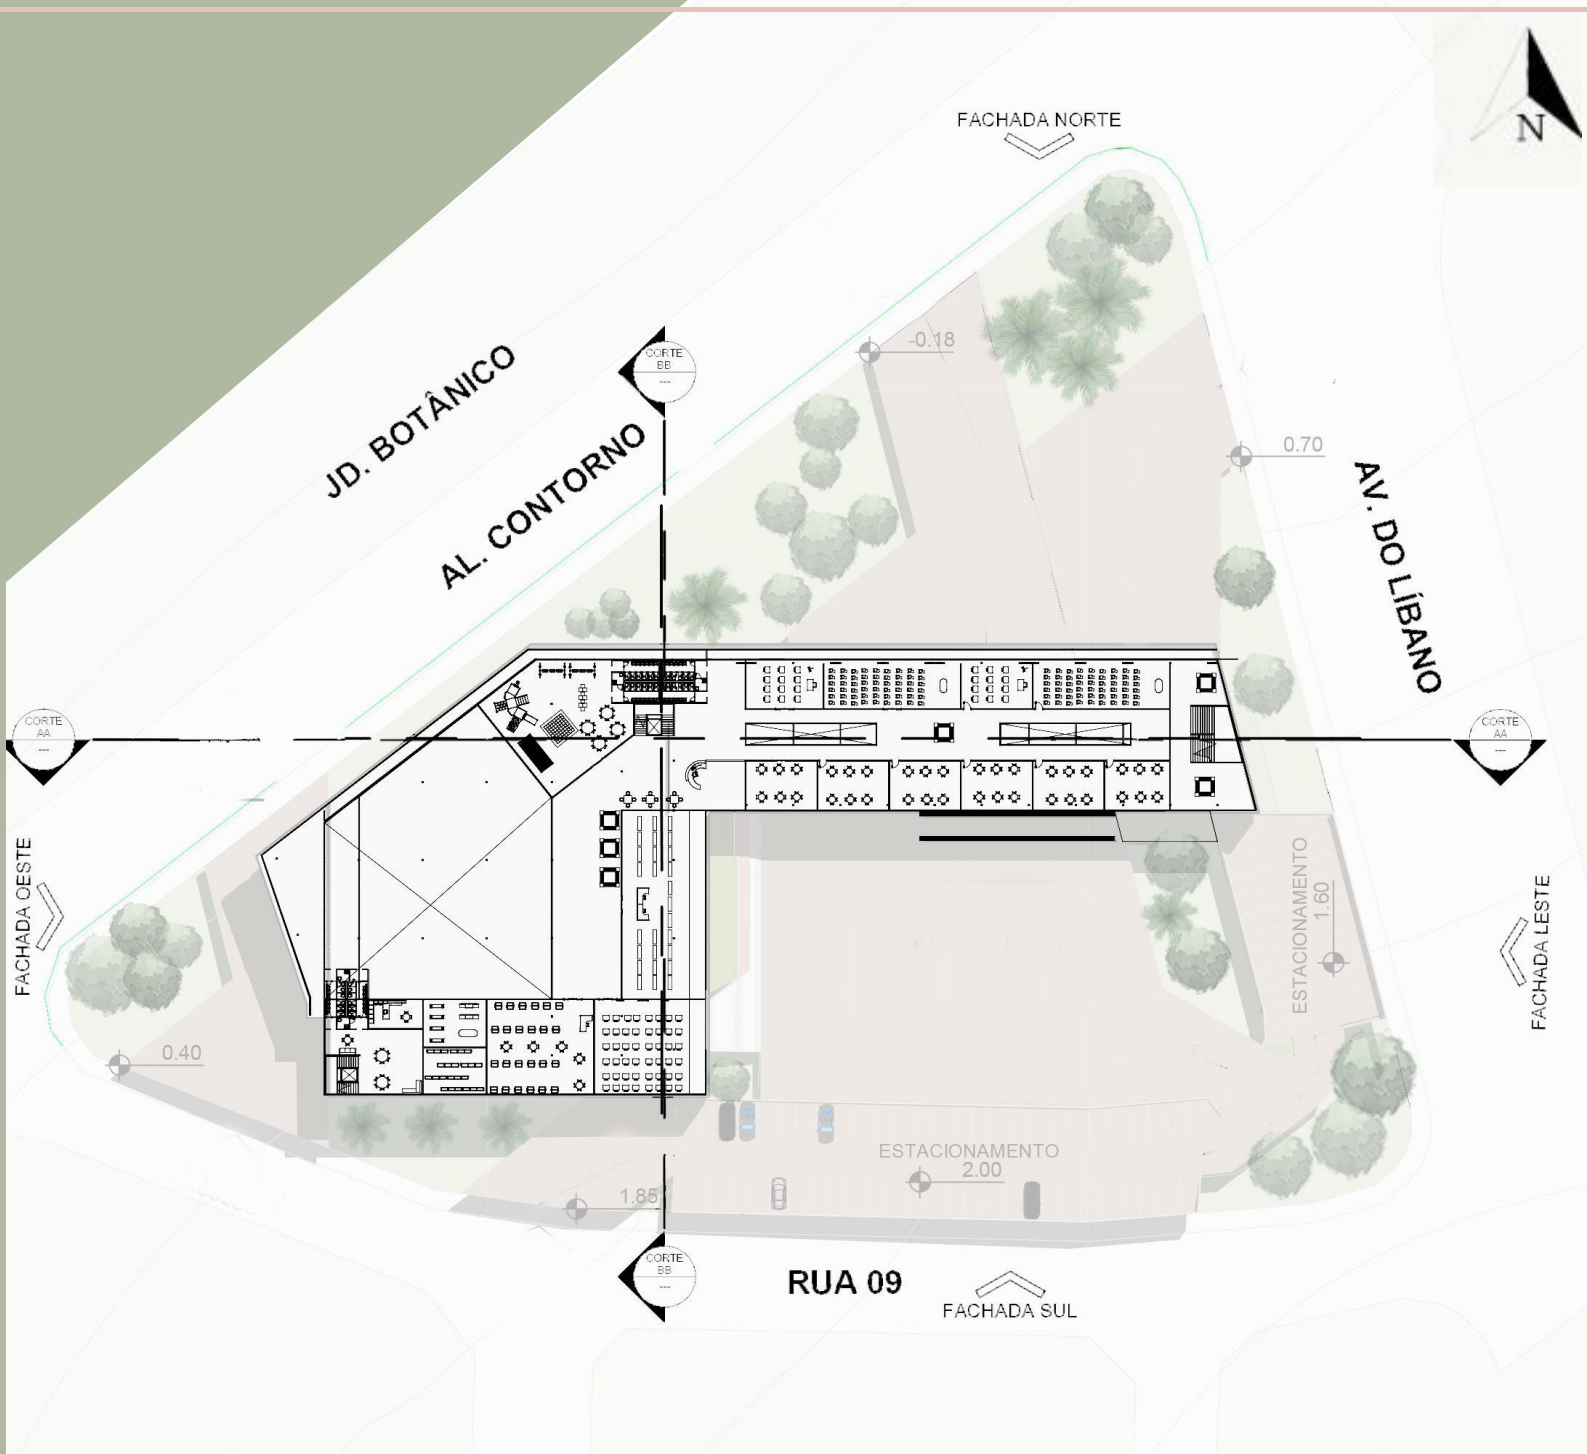 N
FACHADA NORTE
CORTE
BB
---
-0.18
JD. BOTÂNICO
AL. CONTORNO
0.70
AV. DO LÍBANO
CORTE
AA
---
CORTE
AA
---
FACHADA OESTE
ESTACIONAMENTO
1.60
FACHADA LESTE
0.40
ESTACIONAMENTO
2.00
1.85
CORTE
BB
---
RUA 09
FACHADA SUL